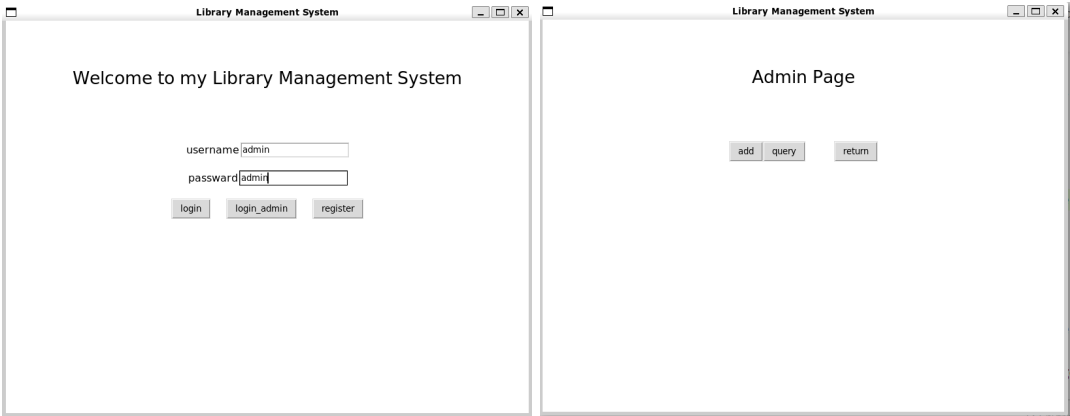 Library Management System
Welcome to my Library Management System
username admin
passward admin
login login_admin register
Library Management System
Admin Page
add query return